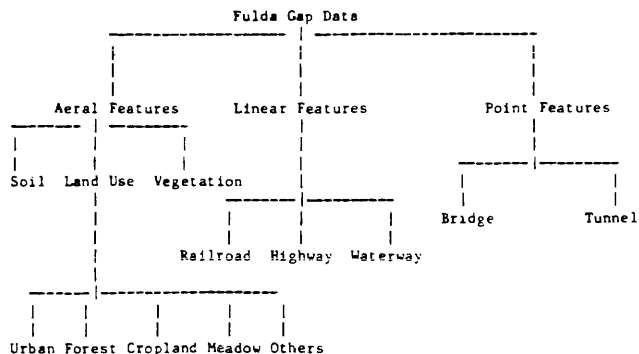 Fulda Gap Data
Aeral Features Linear Features Point Features
Soil Land Use Vegetation
Bridge Tunnel
Railroad Highway Waterway
Urban Forest Cropland Meadow Others